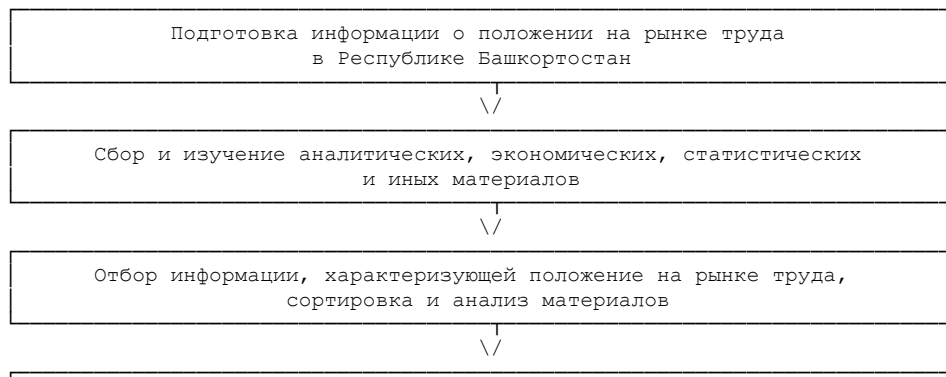 Подготовка информации о положении на рынке труда
в Республике Башкортостан
\/
Сбор и изучение аналитических, экономических, статистических
и иных материалов
\/
Отбор информации, характеризующей положение на рынке труда,
сортировка и анализ материалов
\/